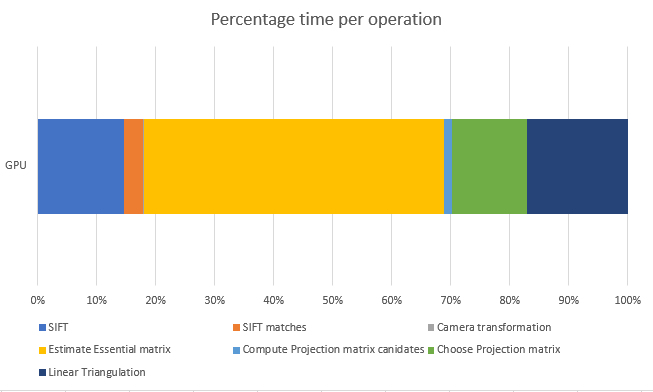 Percentage time per operation
GPU
0% 10% 20% 30% 40% 50% 60% 70% 80% 90% 100%
SIFT SIFT matches Camera transformation
Estimate Essential matrix Compute Projection matrix canidates Choose Projection matrix
Linear Triangulation